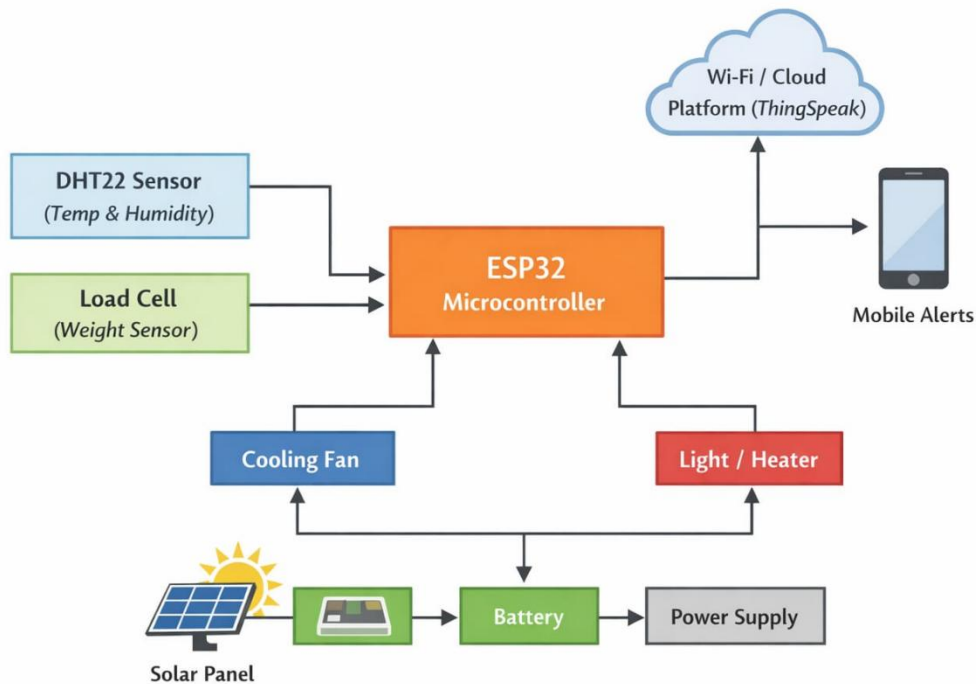 Wi-Fi / Cloud
Platform (ThingSpeak)
DHT22 Sensor
(Temp & Humidity)
ESP32
Microcontroller
Load Cell
(Weight Sensor)
Mobile Alerts
Cooling Fan
Light / Heater
Battery
Power Supply
Solar Panel